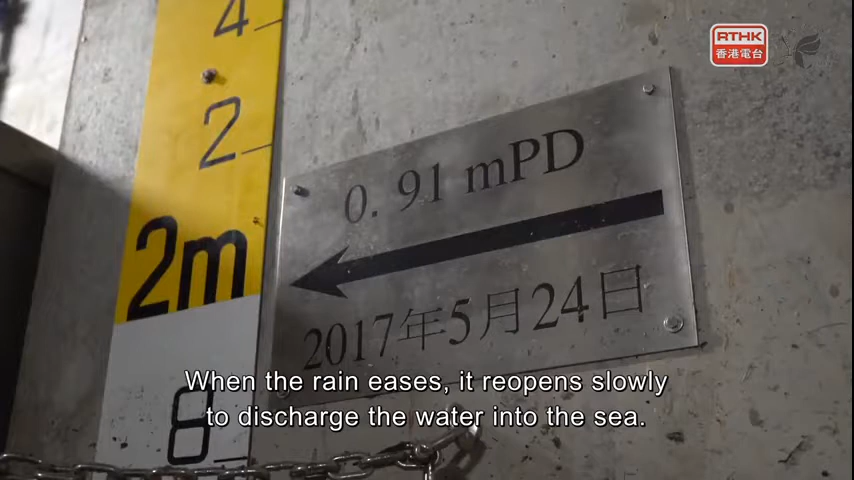 RTHK
香港電台
4
2
2m
8
0. 91 mPD
2017年5月24日
When the rain eases, it reopens slowly
to discharge the water into the sea.